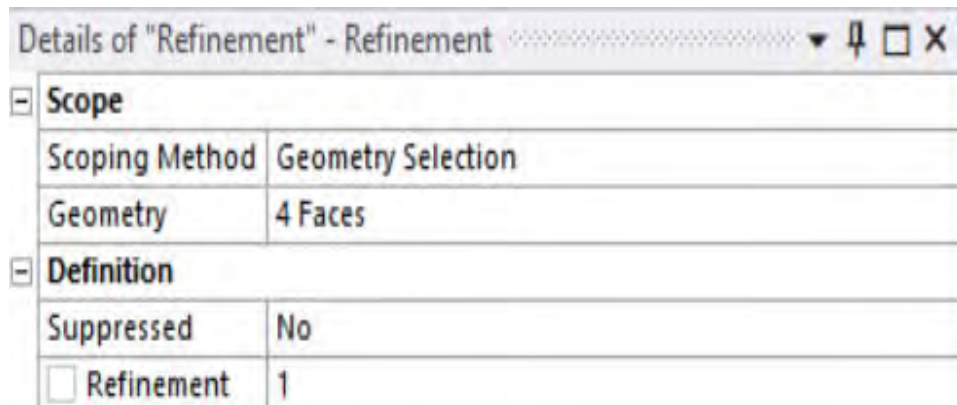 Details of "Refinement" - Refinement
Scope
Scoping Method Geometry Selection
Geometry 4 Faces
Definition
Suppressed No
Refinement 1